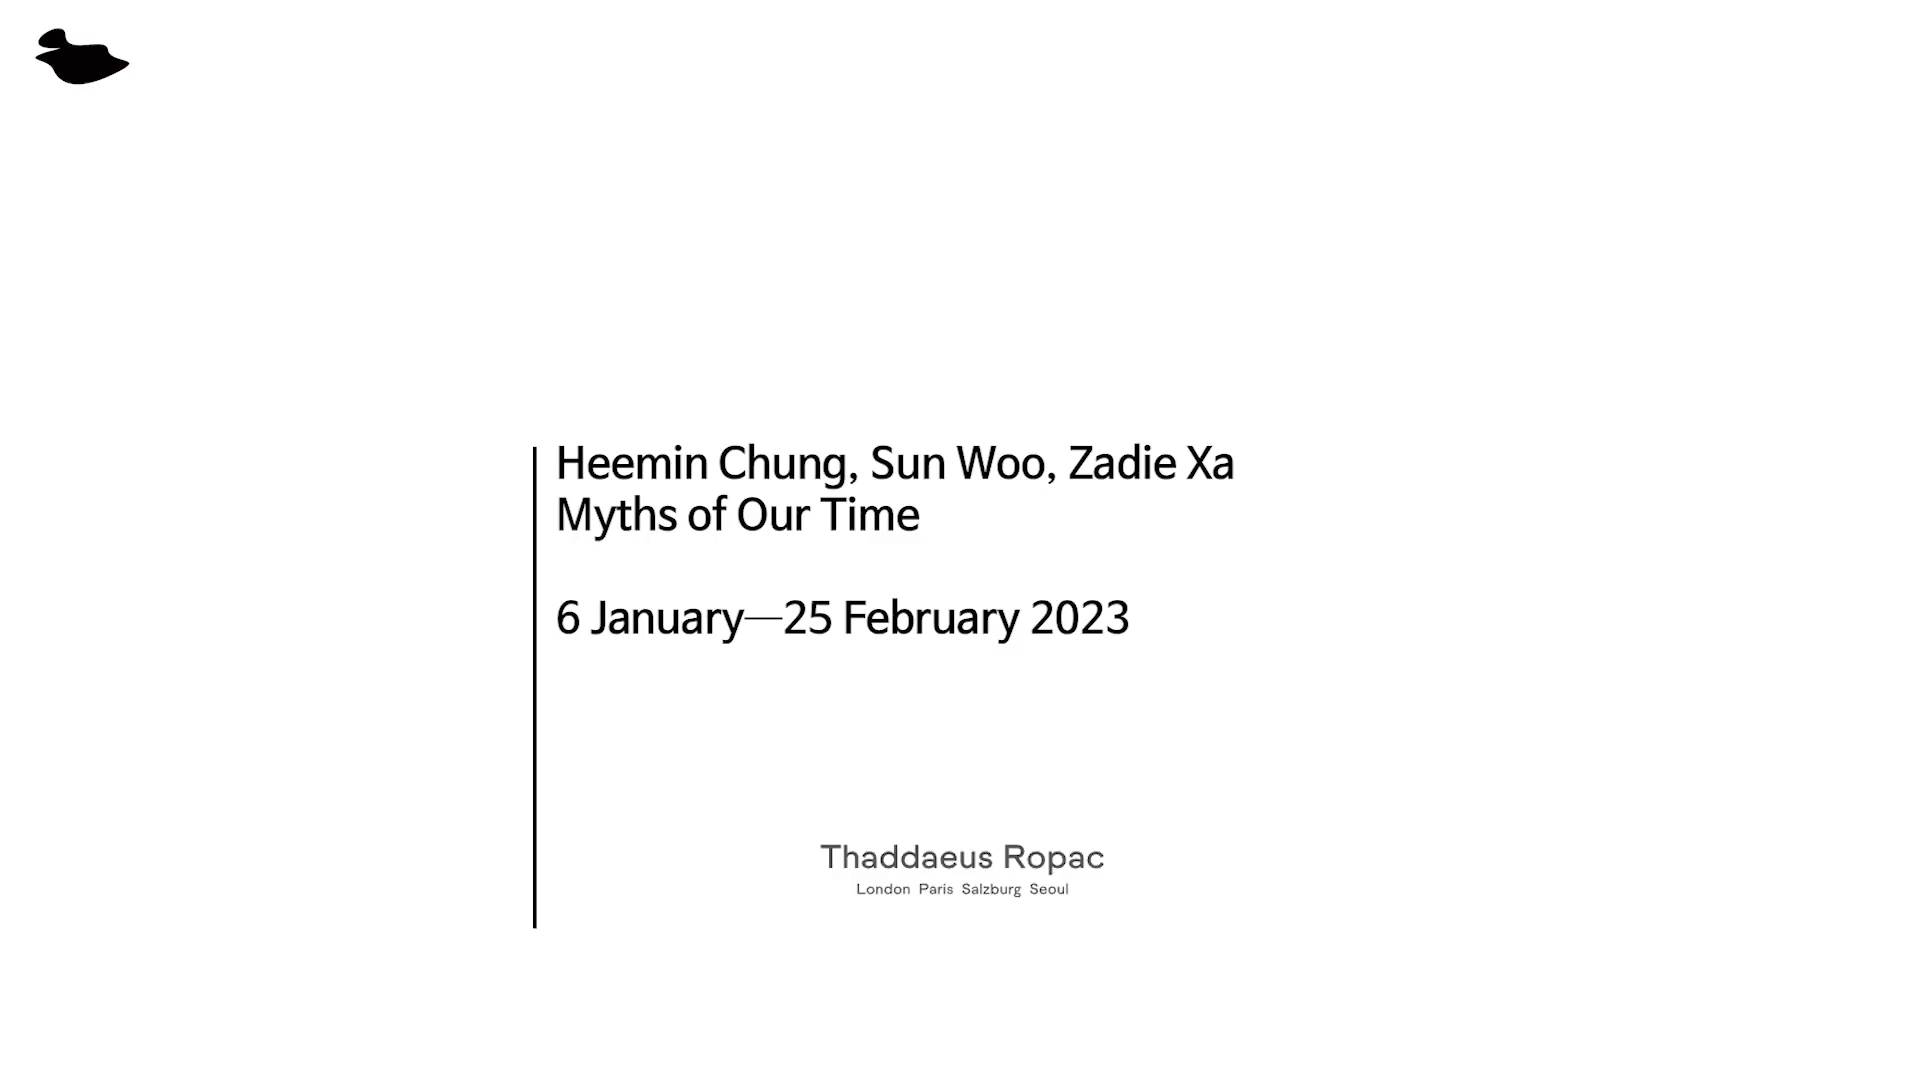 Heemin Chung, Sun Woo, Zadie Xa
Myths of Our Time
6 January—25 February 2023
Thaddaeus Ropac
London Paris Salzburg Seoul